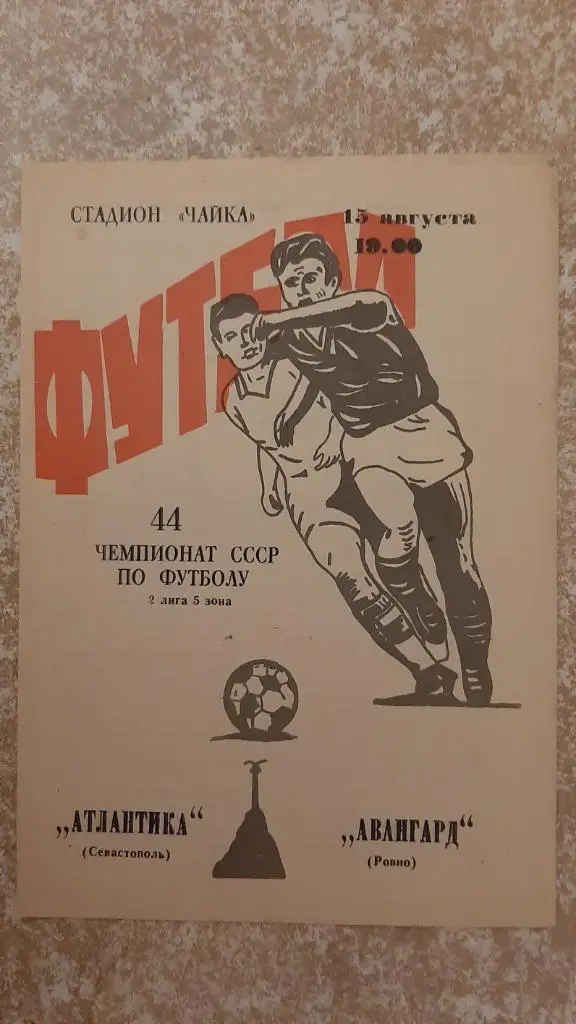 СТАДИОН «ЧАЙКА»
15 августа
19.00
ФУТБОЛ
44
ЧЕМПИОНАТ СССР
ПО ФУТБОЛУ
2 лига 5 зона
„АТЛАНТИКА“
(Севастополь)
„АВАНГАРД“
(Ровно)